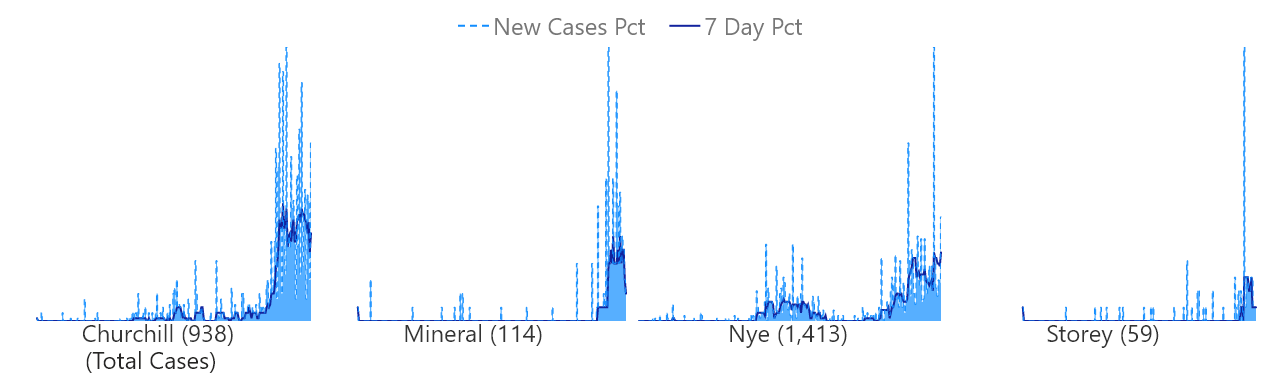 New Cases Pct 7 Day Pct
Churchill (938) Mineral (114) Nye (1,413) Storey (59)
(Total Cases)